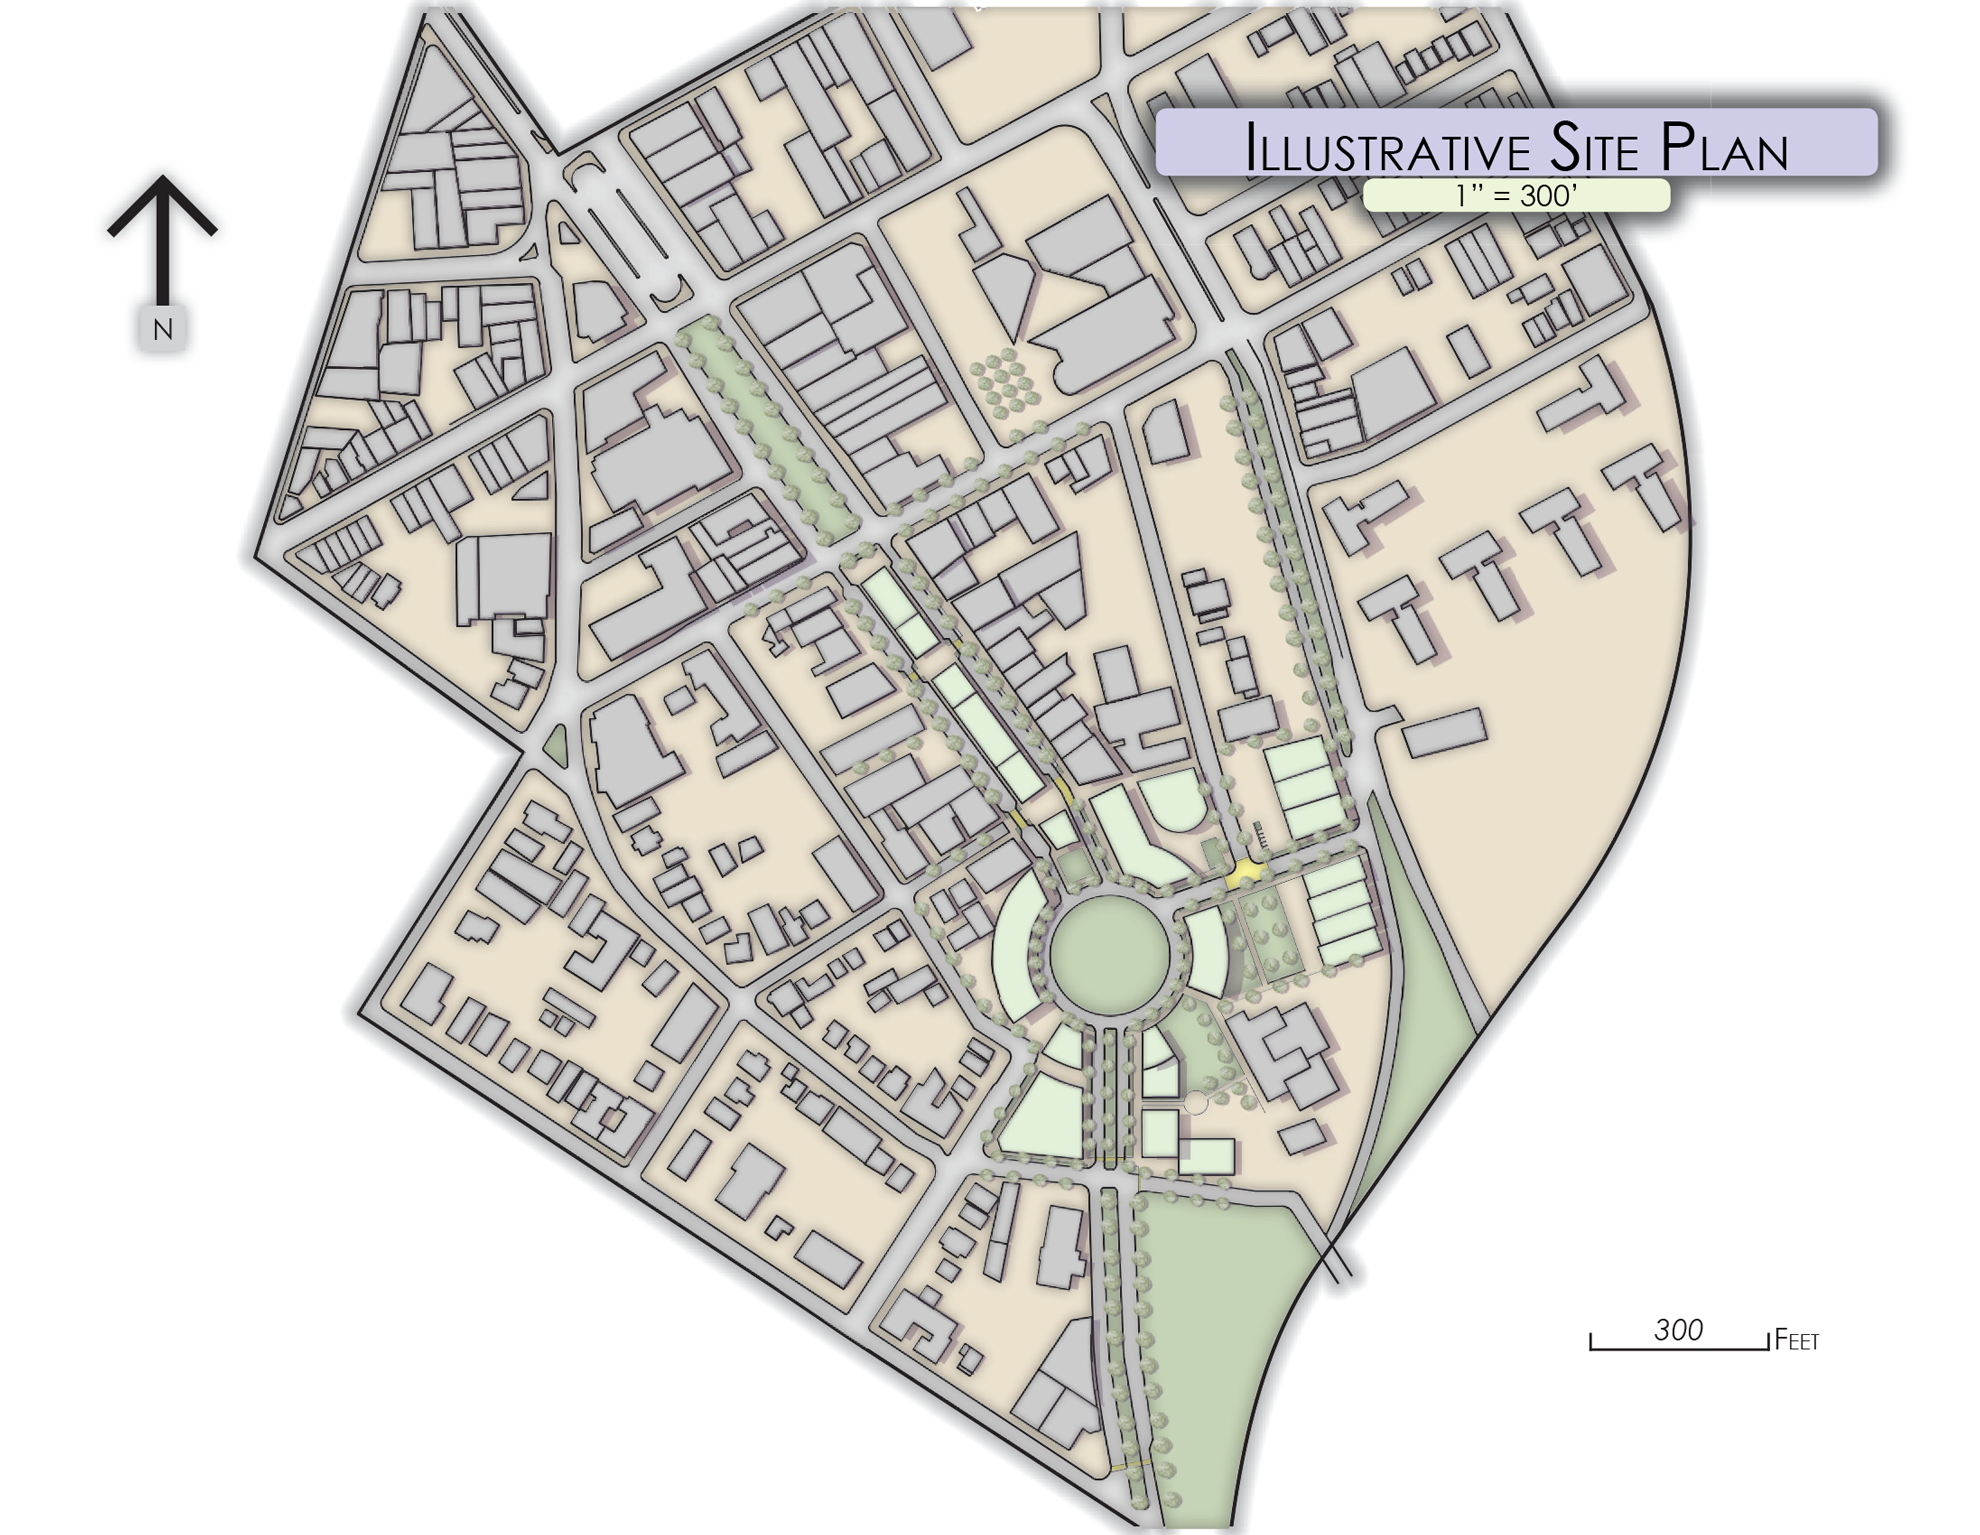 Illustrative Site Plan
1” = 300’
N
300
Feet